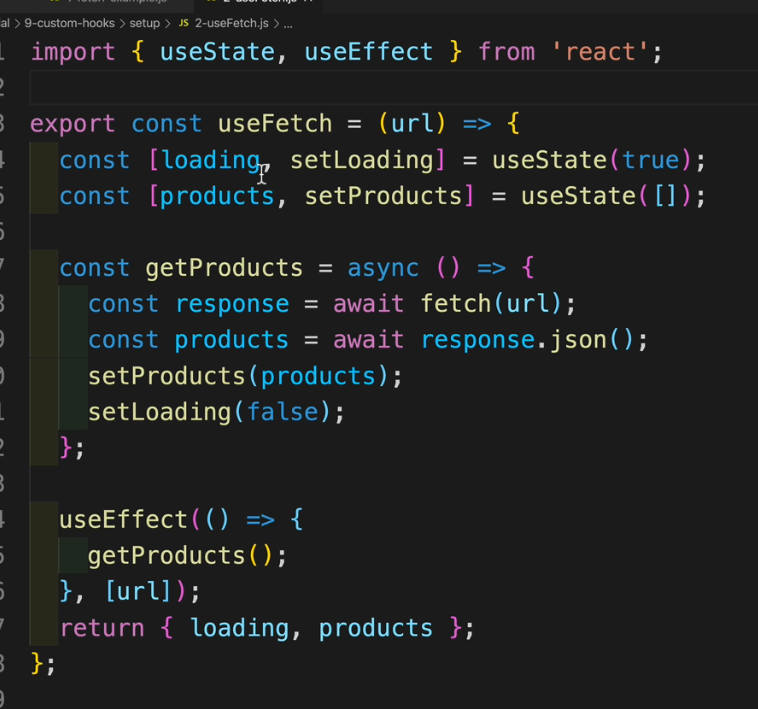 9-custom-hooks > setup > JS 2-useFetch.js > ...
import { useState, useEffect } from 'react';
export const useFetch = (url) => {
const [loading, setLoading] = useState(true);
const [products, setProducts] = useState([]);
const getProducts = async () => {
const response = await fetch(url);
const products = await response.json();
setProducts(products);
setLoading(false);
};
useEffect(() => {
getProducts();
}, [url]);
return { loading, products };
};